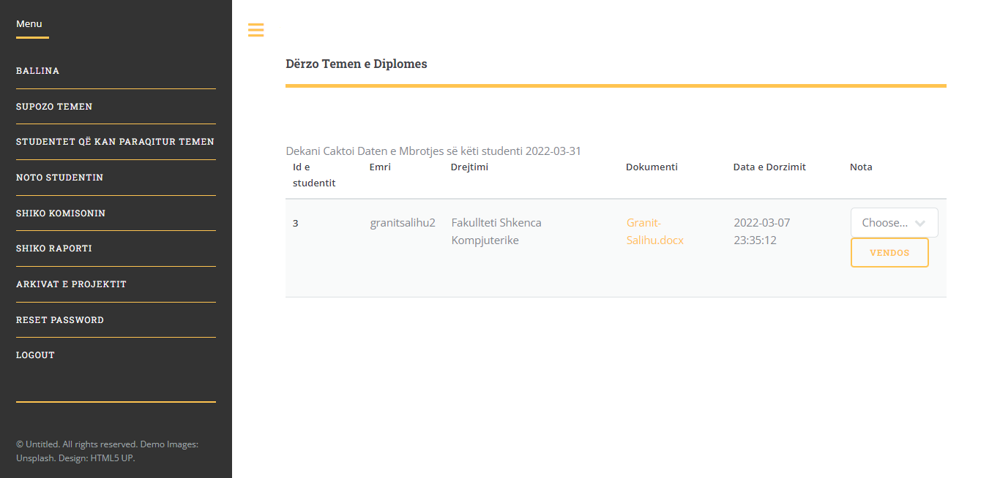 Menu
BALLINA
SUPOZO TEMEN
STUDENTET QË KAN PARAQITUR TEMEN
NOTO STUDENTIN
SHIKO KOMISONIN
SHIKO RAPORTI
ARKIVAT E PROJEKTIT
RESET PASSWORD
LOGOUT
© Untitled. All rights reserved. Demo Images:
Unsplash. Design: HTML5 UP.
Dërzo Temen e Diplomes
Dekani Caktoi Daten e Mbrotjes së këti studenti 2022-03-31
Id e
studentit
Emri
Drejtimi
Dokumenti
Data e Dorzimit
Nota
3
granitsalihu2
Fakullteti Shkenca
Kompjuterike
Granit-
Salihu.docx
2022-03-07
23:35:12
Choose...
VENDOS